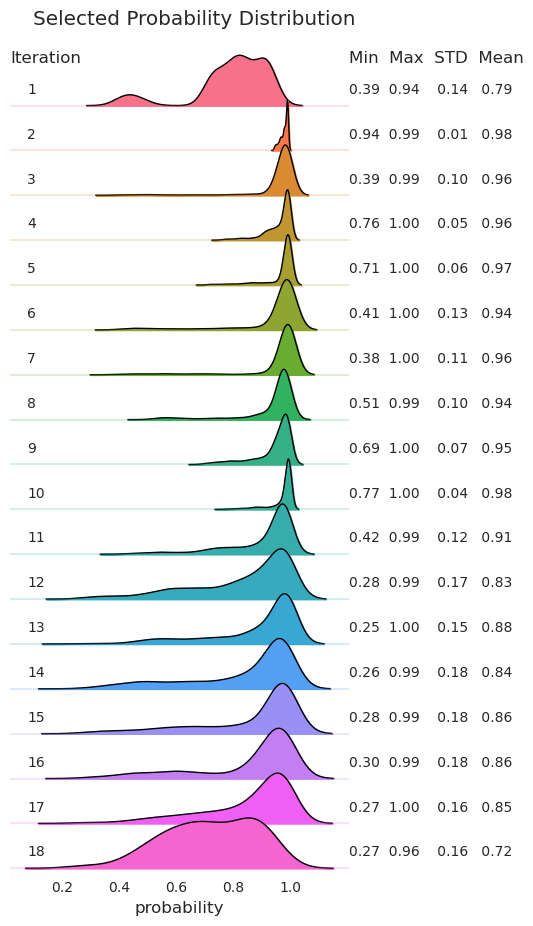 Selected Probability Distribution
Iteration Min Max STD Mean
1 0.39 0.94 0.14 0.79
2 0.94 0.99 0.01 0.98
3 0.39 0.99 0.10 0.96
4 0.76 1.00 0.05 0.96
5 0.71 1.00 0.06 0.97
6 0.41 1.00 0.13 0.94
7 0.38 1.00 0.11 0.96
8 0.51 0.99 0.10 0.94
9 0.69 1.00 0.07 0.95
10 0.77 1.00 0.04 0.98
11 0.42 0.99 0.12 0.91
12 0.28 0.99 0.17 0.83
13 0.25 1.00 0.15 0.88
14 0.26 0.99 0.18 0.84
15 0.28 0.99 0.18 0.86
16 0.30 0.99 0.18 0.86
17 0.27 1.00 0.16 0.85
18 0.27 0.96 0.16 0.72
0.2 0.4 0.6 0.8 1.0
probability